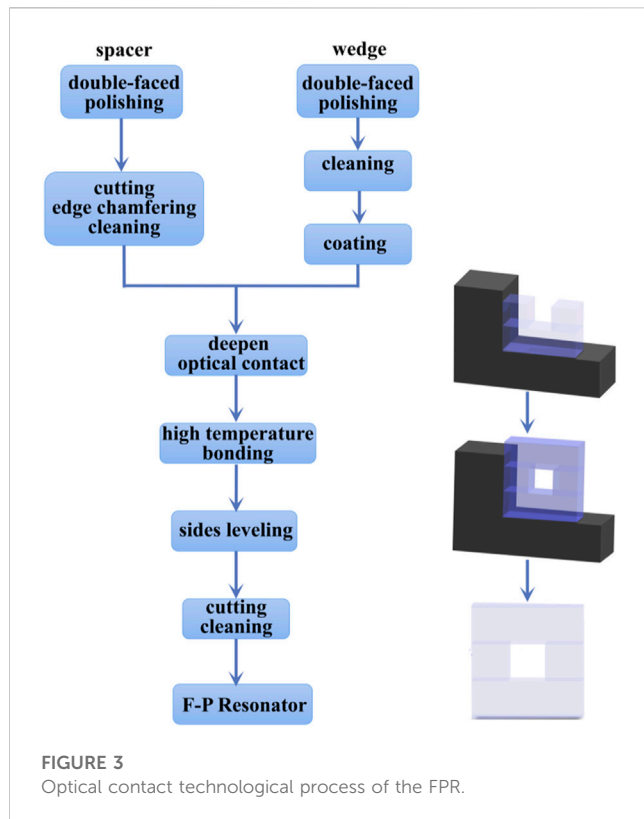 spacer
double-faced
polishing
cutting
edge chamfering
cleaning
wedge
double-faced
polishing
cleaning
coating
deepen
optical contact
high temperature
bonding
sides leveling
cutting
cleaning
F-P Resonator
FIGURE 3
Optical contact technological process of the FPR.